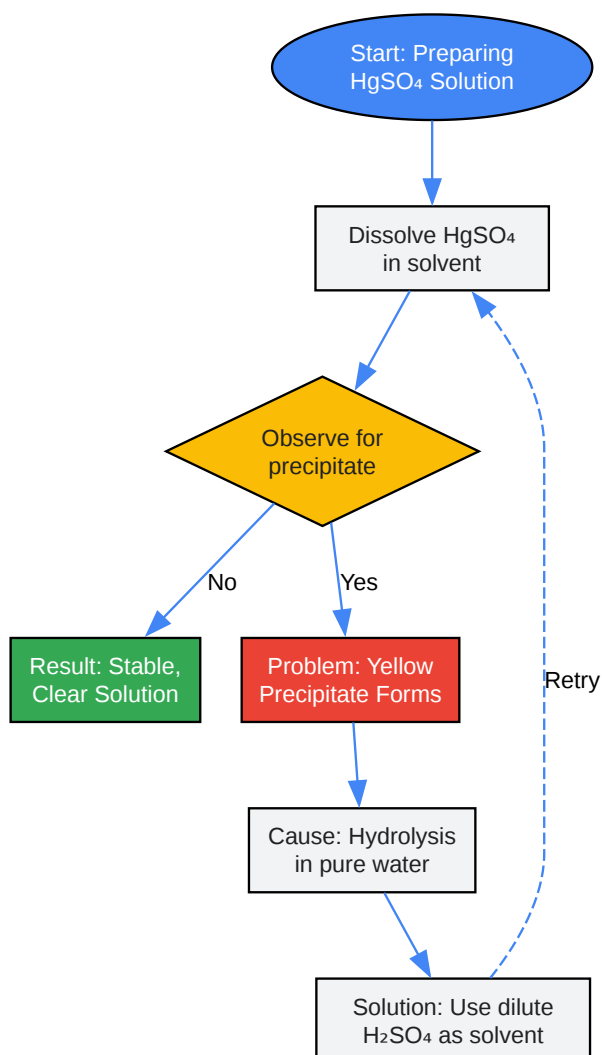 Start: Preparing
HgSO₄ Solution
Dissolve HgSO₄
in solvent
Observe for
precipitate
No
Yes
Result: Stable,
Clear Solution
Problem: Yellow
Precipitate Forms
Retry
Cause: Hydrolysis
in pure water
Solution: Use dilute
H₂SO₄ as solvent